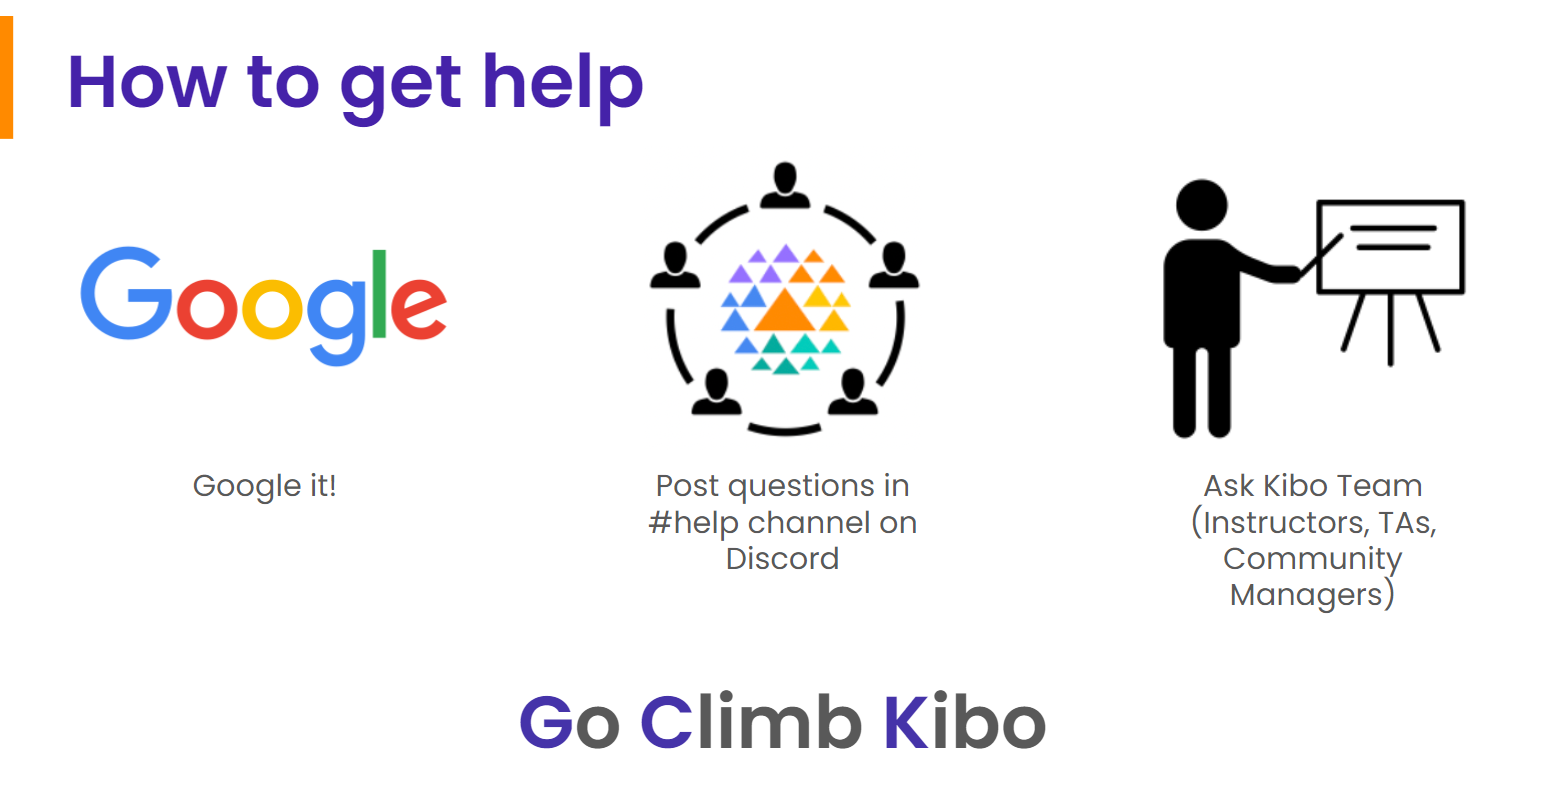 How to get help
Google
Google it!
Post questions in
#help channel on
Discord
Ask Kibo Team
(Instructors, TAs,
Community
Managers)
Go Climb Kibo